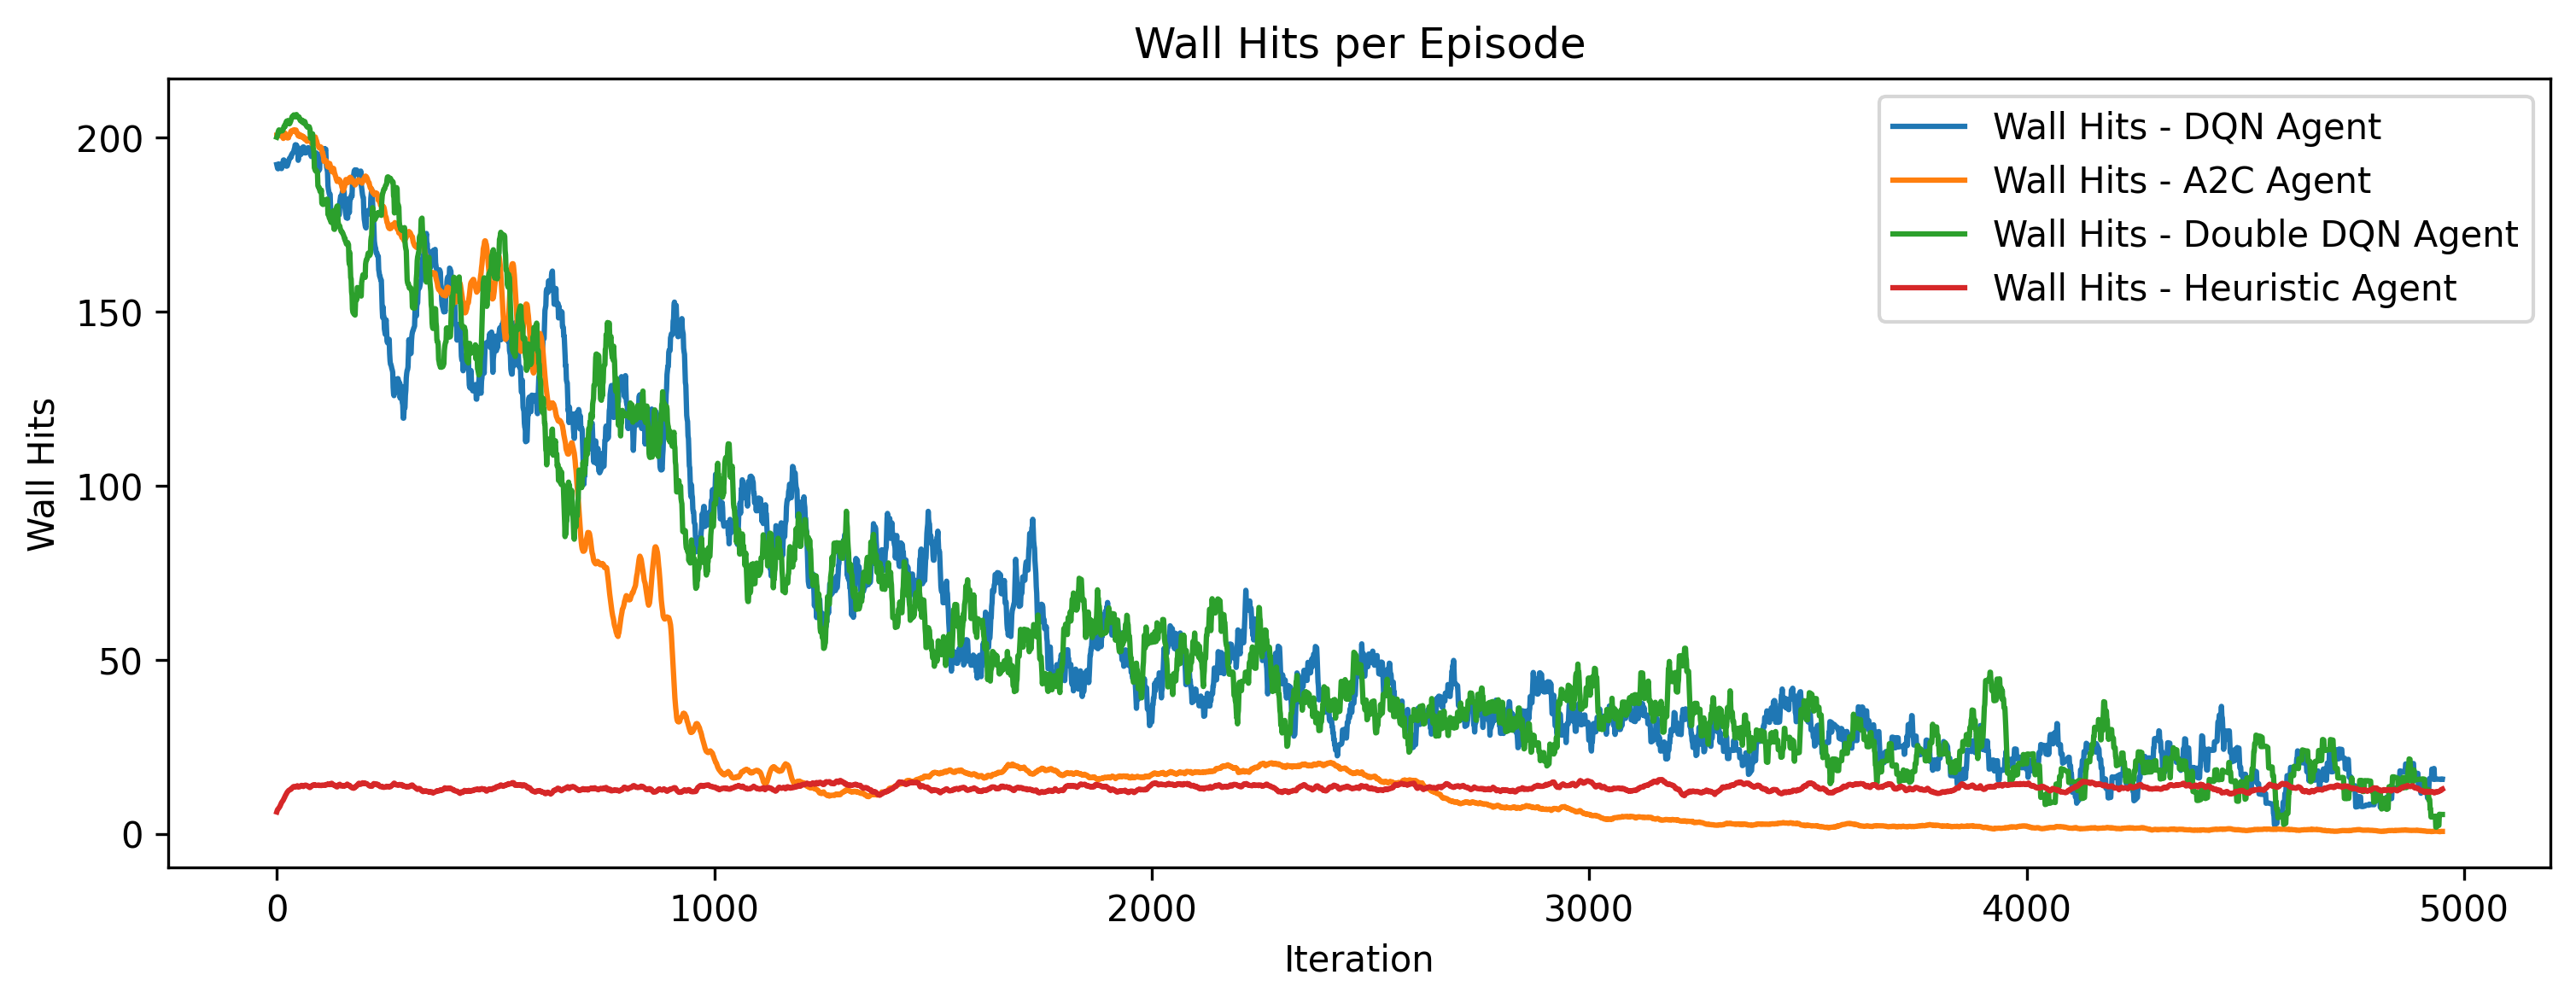 Wall Hits per Episode
Wall Hits - DQN Agent
Wall Hits - A2C Agent
Wall Hits - Double DQN Agent
Wall Hits - Heuristic Agent
Wall Hits
200
150
100
50
0
0 1000 2000 3000 4000 5000
Iteration